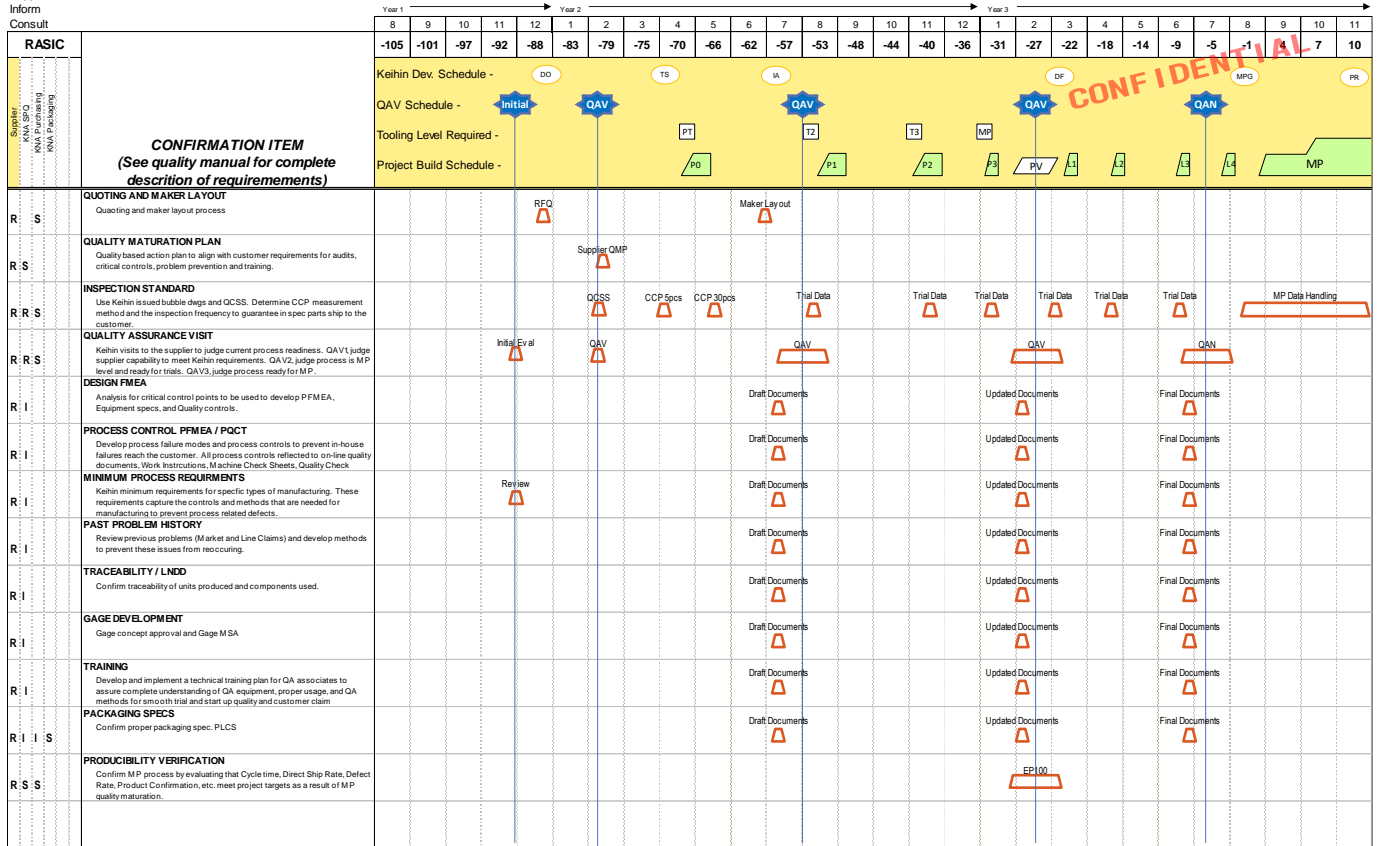 Inform
Consult
Year 1 Year 2 Year 3
8 9 10 11 12 1 2 3 4 5 6 7 8 9 10 11 12 1 2 3 4 5 6 7 8 9 10 11
RASIC -105 -101 -97 -92 -88 -83 -79 -75 -70 -66 -62 -57 -53 -48 -44 -40 -36 -31 -27 -22 -18 -14 -9 -5 -1 4 7 10
CONFIDENTIAL
Supplier
KNA SPQ
KNA Purchasing
KNA Packaging
CONFIRMATION ITEM
(See quality manual for complete
descrition of requiremements)
Keihin Dev. Schedule - DO TS IA DF MPG PR
QAV Schedule - Initial QAV QAV QAV QAN
Tooling Level Required - PT T2 T3 MP
Project Build Schedule - P0 P1 P2 P3 PV L1 L2 L3 L4 MP
QUOTING AND MAKER LAYOUT
Quaoting and maker layout process
R S
RFQ Maker Layout
QUALITY MATURATION PLAN
Quality based action plan to align with customer requirements for audits,
critical controls, problem prevention and training.
R S
Supplier QMP
INSPECTION STANDARD
Use Keihin issued bubble dwgs and QCSS. Determine CCP measurement
method and the inspection frequency to guarantee in spec parts ship to the
customer.
R R S
QCSS CCP 5pcs CCP 30pcs Trial Data Trial Data Trial Data Trial Data Trial Data Trial Data MP Data Handling
QUALITY ASSURANCE VISIT
Keihin visits to the supplier to judge current process readiness. QAV1, judge
supplier capability to meet Keihin requirements. QAV2, judge process is MP
level and ready for trials. QAV3, judge process ready for MP.
R R S
Initial Eval QAV QAV QAV QAN
DESIGN FMEA
Analysis for critical control points to be used to develop PFMEA,
Equipment specs, and Quality controls.
R I
Draft Documents Updated Documents Final Documents
PROCESS CONTROL PFMEA / PQCT
Develop process failure modes and process controls to prevent in-house
failures reach the customer. All process controls reflected to on-line quality
documents, Work Instrcutions, Machine Check Sheets, Quality Check
R I
Draft Documents Updated Documents Final Documents
MINIMUM PROCESS REQUIRMENTS
Keihin minimum requirements for specfic types of manufacturing. These
requirements capture the controls and methods that are needed for
manufacturing to prevent process related defects.
R I
Review Draft Documents Updated Documents Final Documents
PAST PROBLEM HISTORY
Review previous problems (Market and Line Claims) and develop methods
to prevent these issues from reoccuring.
R I
Draft Documents Updated Documents Final Documents
TRACEABILITY / LNDD
Confirm traceability of units produced and components used.
R I
Draft Documents Updated Documents Final Documents
GAGE DEVELOPMENT
Gage concept approval and Gage MSA
R I
Draft Documents Updated Documents Final Documents
TRAINING
Develop and implement a technical training plan for QA associates to
assure complete understanding of QA equipment, proper usage, and QA
methods for smooth trial and start up quality and customer claim
R I
Draft Documents Updated Documents Final Documents
PACKAGING SPECS
Confirm proper packaging spec. PLCS
R I I S
Draft Documents Updated Documents Final Documents
PRODUCIBILITY VERIFICATION
Confirm MP process by evaluating that Cycle time, Direct Ship Rate, Defect
Rate, Product Confirmation, etc. meet project targets as a result of MP
quality maturation.
R S S
EP100